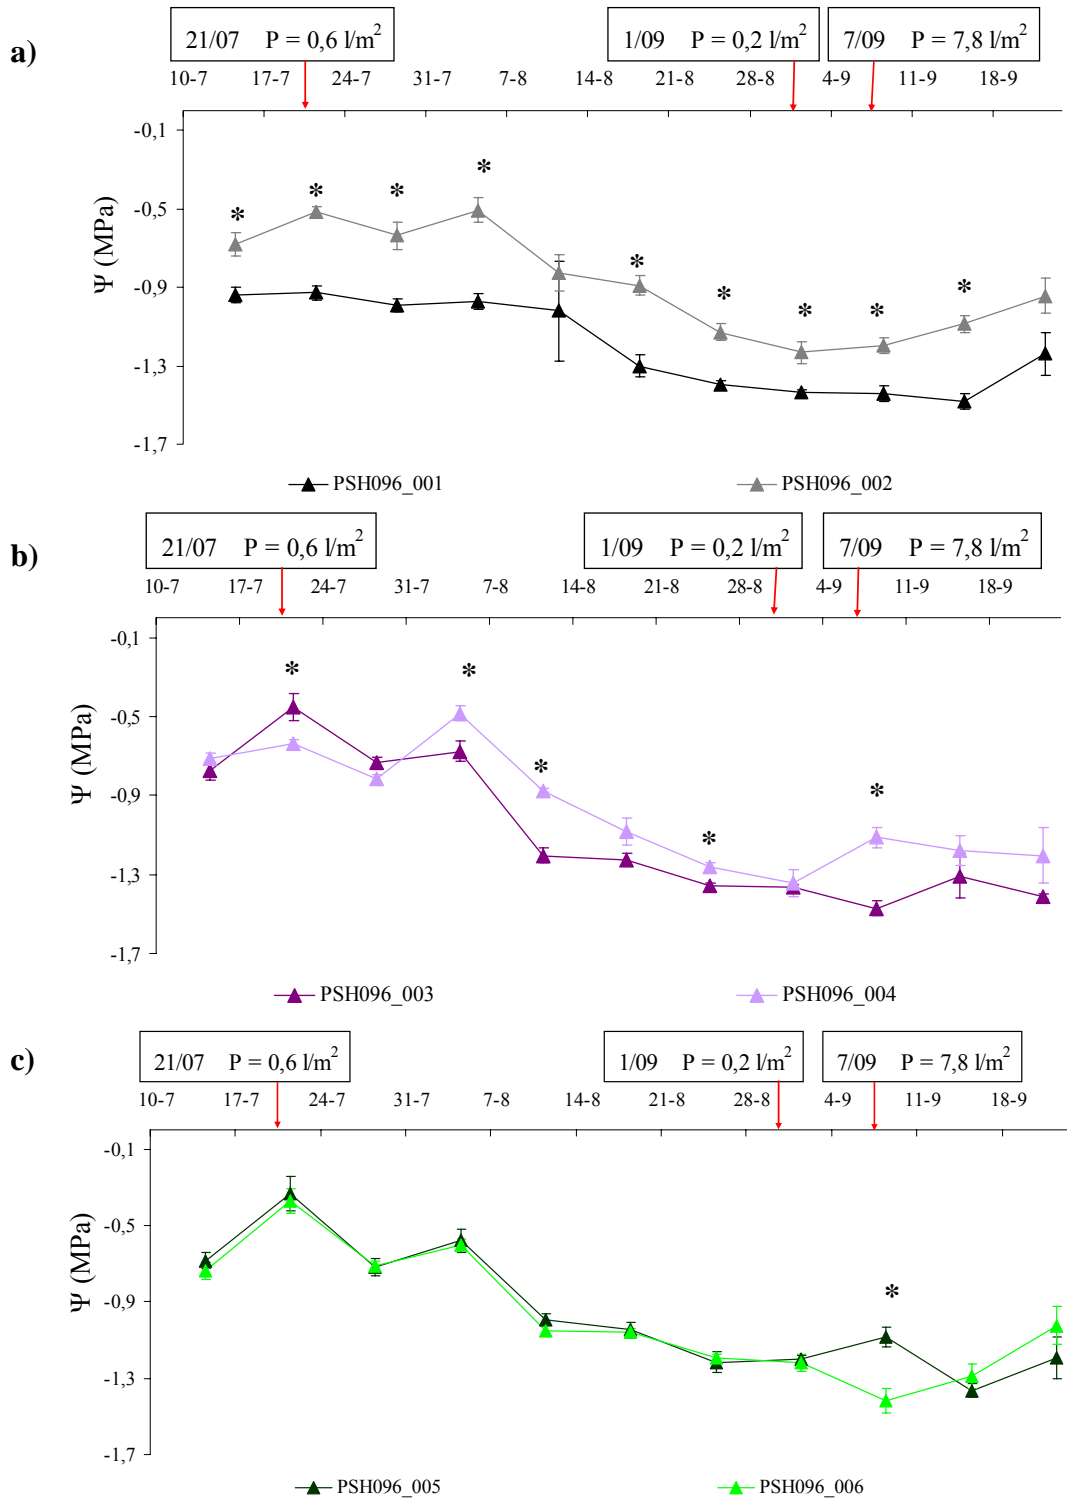 a)
21/07 P = 0,6 l/m²
1/09 P = 0,2 l/m²
7/09 P = 7,8 l/m²
10-7 17-7 24-7 31-7 7-8 14-8 21-8 28-8 4-9 11-9 18-9
-0,1
* * * *
-0,5
* * * * *
-0,9
-1,3
-1,7
Ψ (MPa)
PSH096_001 PSH096_002
b)
21/07 P = 0,6 l/m²
1/09 P = 0,2 l/m²
7/09 P = 7,8 l/m²
10-7 17-7 24-7 31-7 7-8 14-8 21-8 28-8 4-9 11-9 18-9
-0,1
* *
-0,5
* * *
-0,9
-1,3
-1,7
Ψ (MPa)
PSH096_003 PSH096_004
c)
21/07 P = 0,6 l/m²
1/09 P = 0,2 l/m²
7/09 P = 7,8 l/m²
10-7 17-7 24-7 31-7 7-8 14-8 21-8 28-8 4-9 11-9 18-9
-0,1
-0,5
-0,9
*
-1,3
-1,7
Ψ (MPa)
PSH096_005 PSH096_006